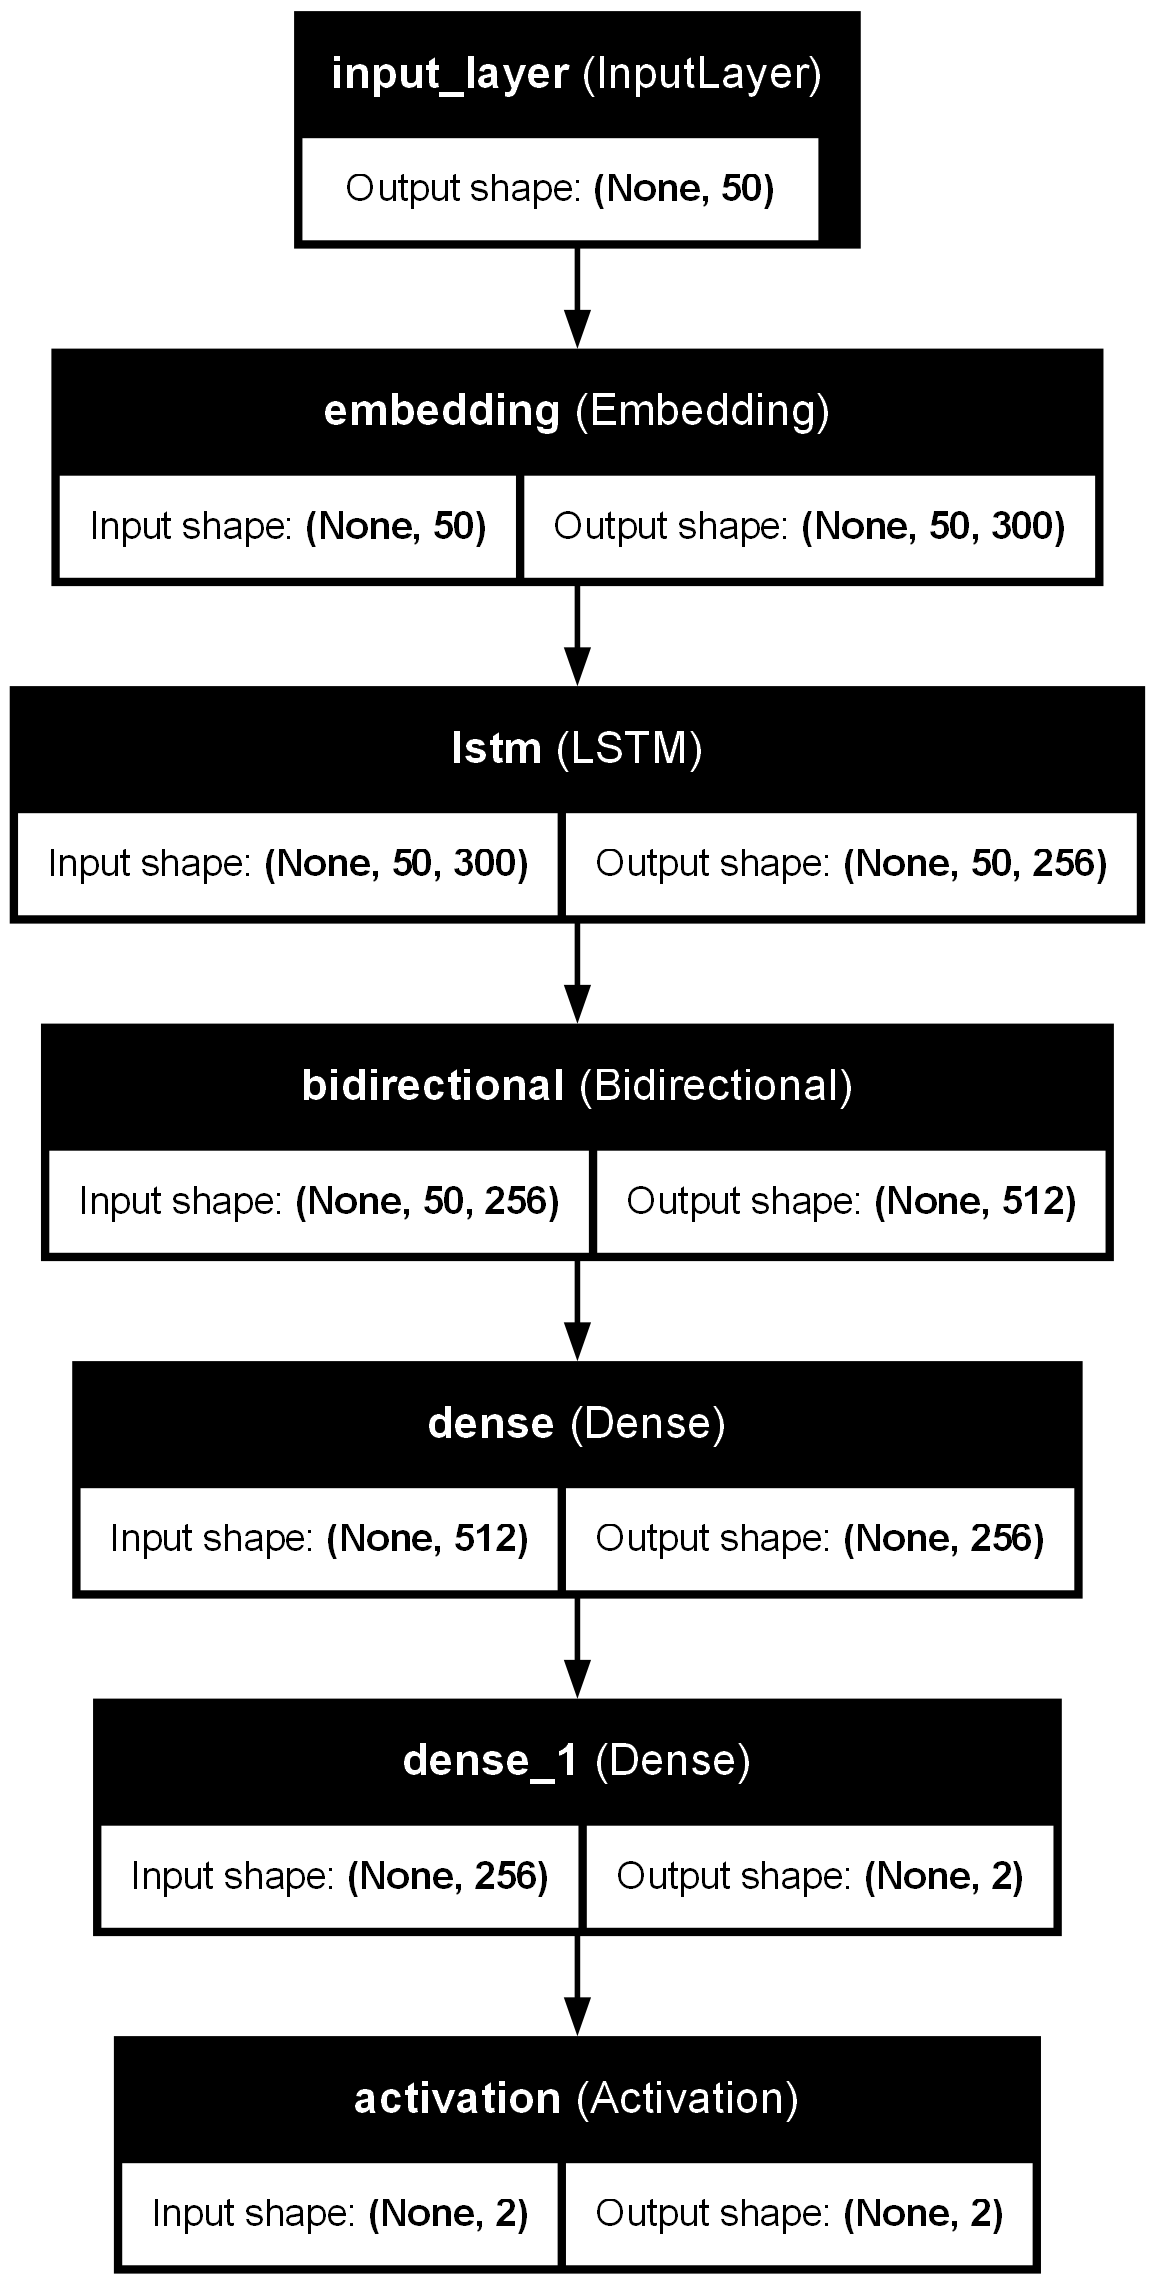 input_layer (InputLayer)
Output shape: (None, 50)
embedding (Embedding)
Input shape: (None, 50) Output shape: (None, 50, 300)
lstm (LSTM)
Input shape: (None, 50, 300) Output shape: (None, 50, 256)
bidirectional (Bidirectional)
Input shape: (None, 50, 256) Output shape: (None, 512)
dense (Dense)
Input shape: (None, 512) Output shape: (None, 256)
dense_1 (Dense)
Input shape: (None, 256) Output shape: (None, 2)
activation (Activation)
Input shape: (None, 2) Output shape: (None, 2)